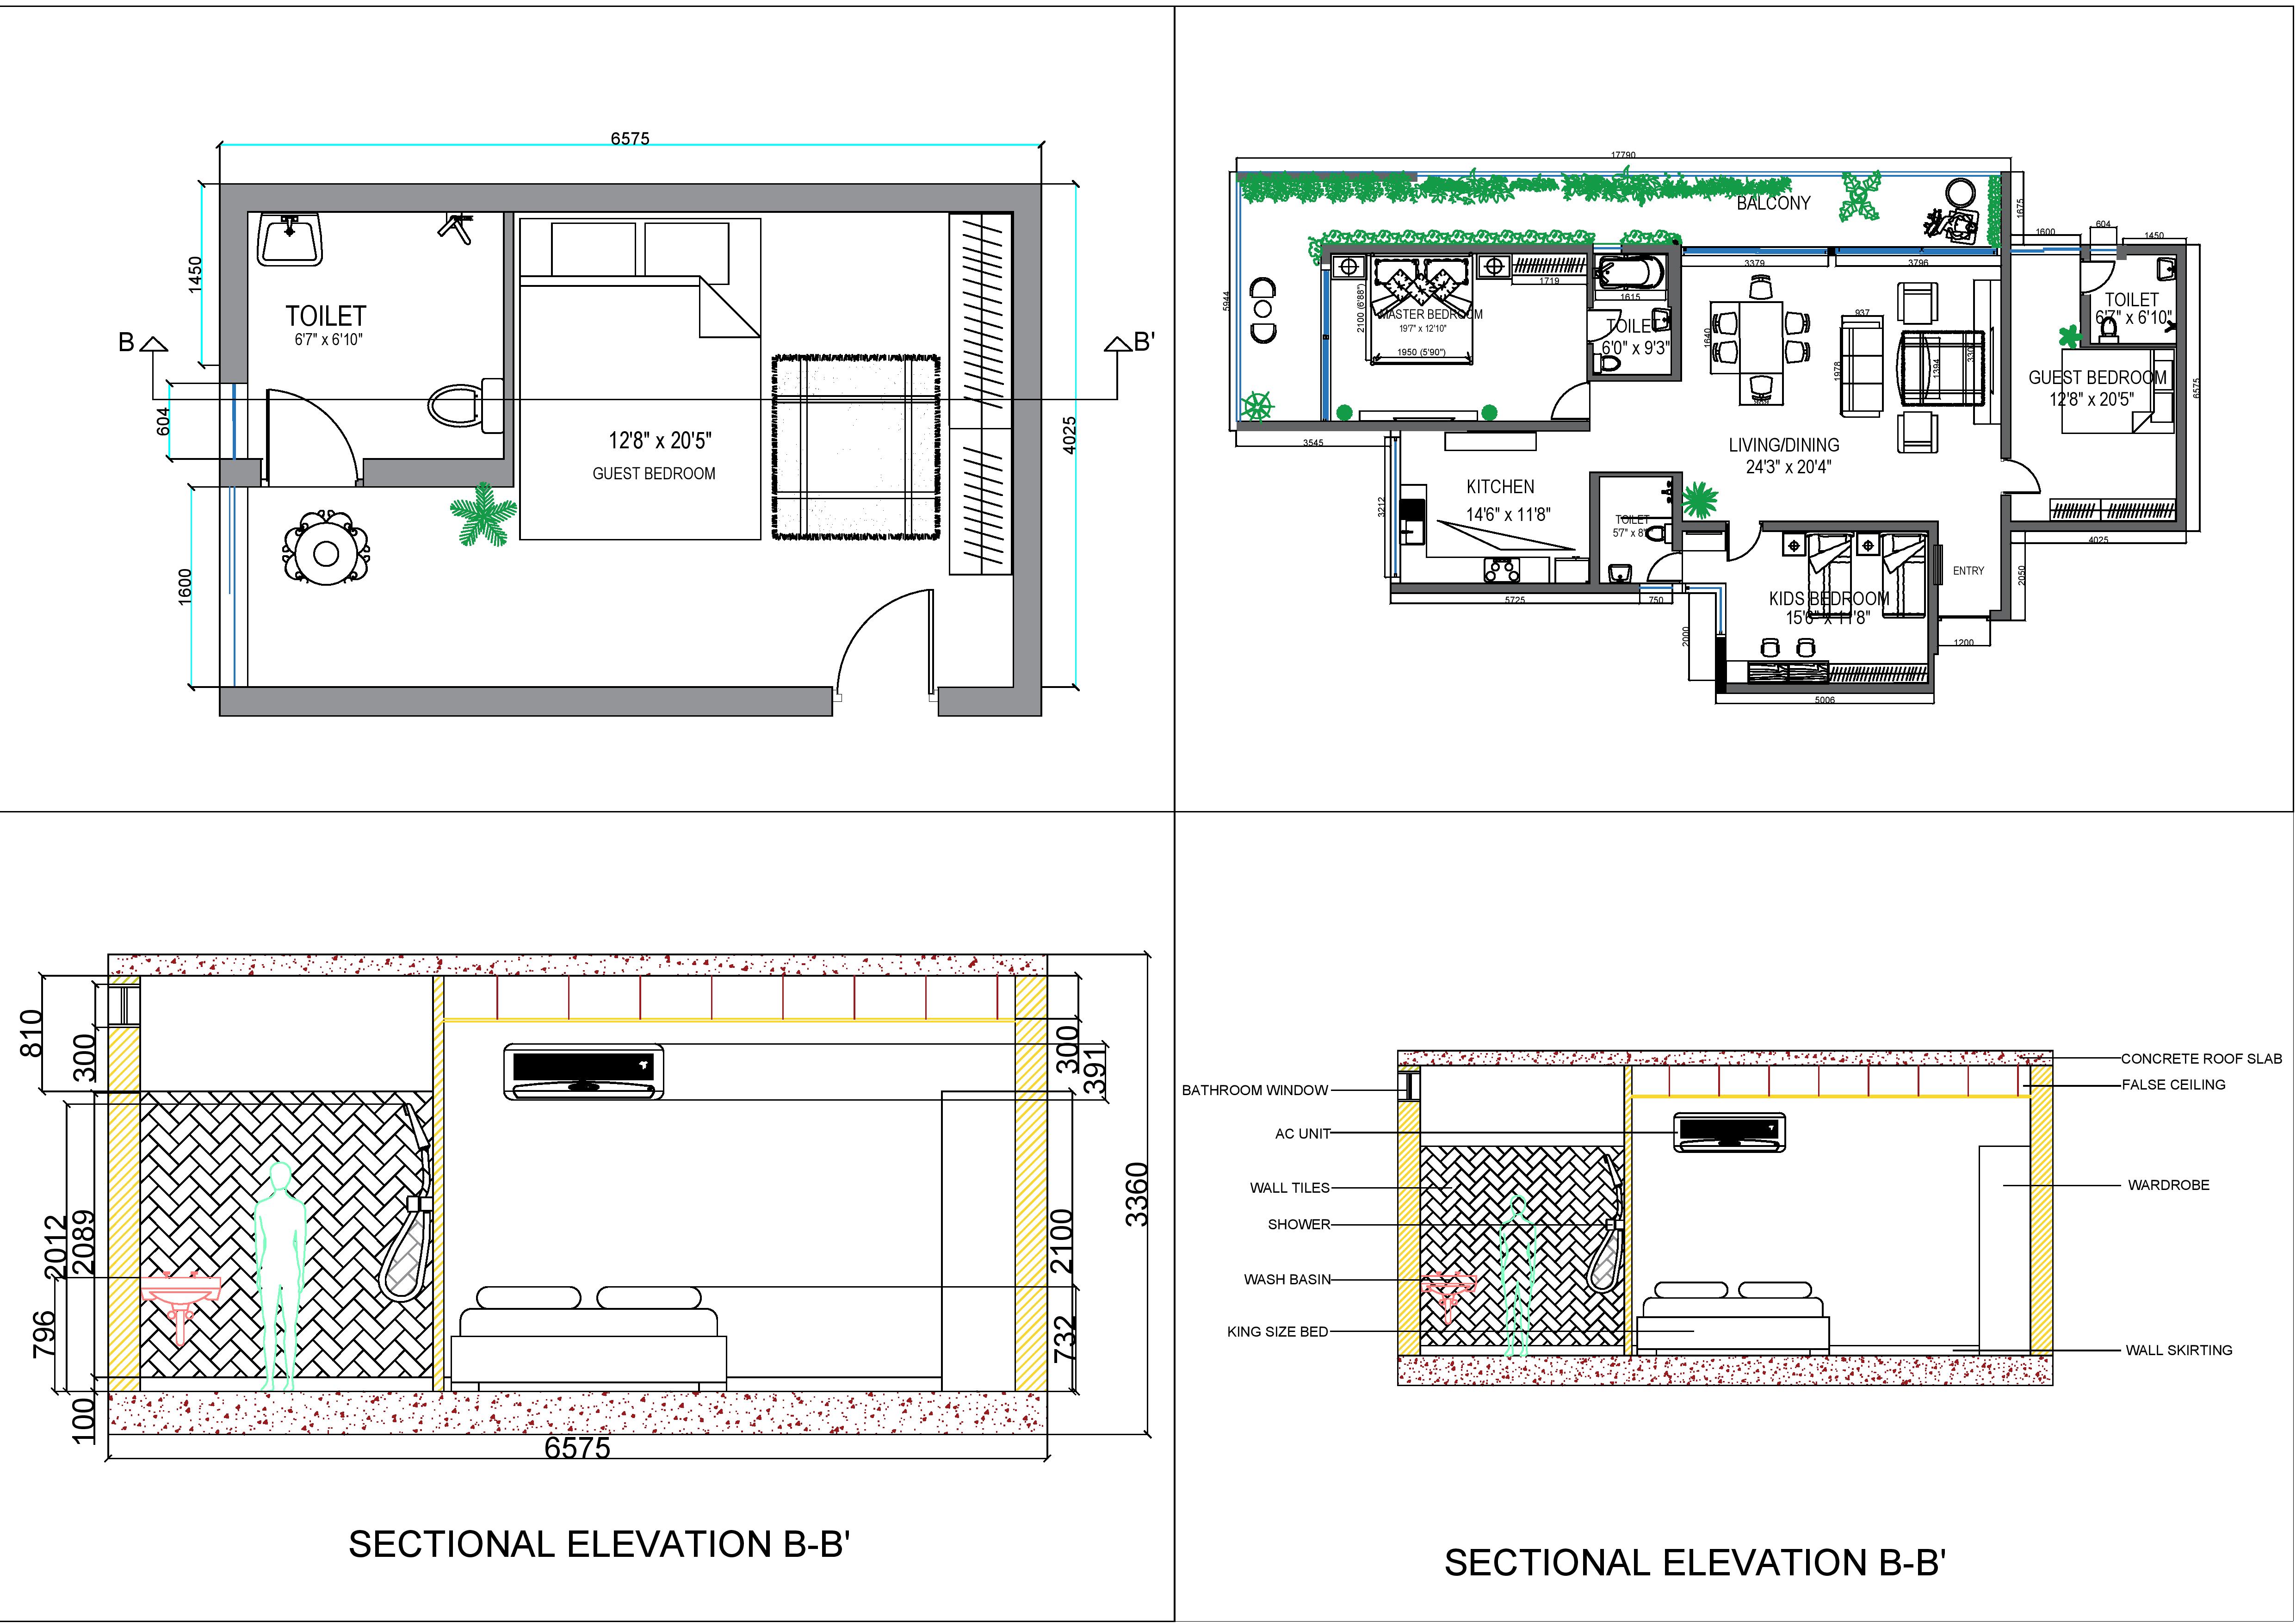 6575
1450
TOILET
6'7" x 6'10"
B
B'
604
4025
12'8" x 20'5"
GUEST BEDROOM
1600
17790
BALCONY
1675
604
1600
1450
3379
3796
5944
1719
1615
2100 (6'88")
MASTER BEDROOM
19'7" x 12'10"
1950 (5'90")
TOILET
6'0" x 9'3"
1640
937
1978
1394
3300
TOILET
6'7" x 6'10"
GUEST BEDROOM
12'8" x 20'5"
6575
3545
LIVING/DINING
24'3" x 20'4"
KITCHEN
14'6" x 11'8"
3212
TOILET
5'7" x 8'
4025
ENTRY
2050
KIDS BEDROOM
15'6" x 11'8"
5725
750
2000
1200
5006
810
300
300
391
2012
2089
3360
2100
796
732
100
6575
SECTIONAL ELEVATION B-B'
CONCRETE ROOF SLAB
FALSE CEILING
BATHROOM WINDOW
AC UNIT
WALL TILES
WARDROBE
SHOWER
WASH BASIN
KING SIZE BED
WALL SKIRTING
SECTIONAL ELEVATION B-B'